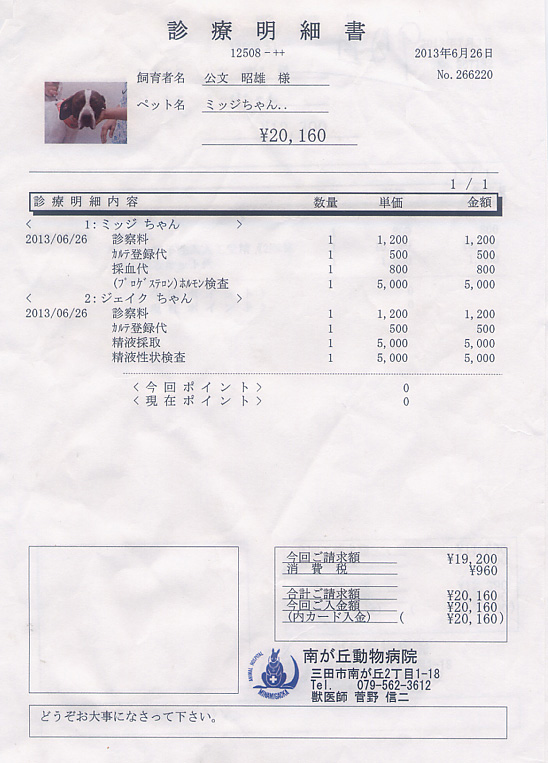 診療明細書
12508-++ 2013年6月26日
No.266220
飼育者名 公文 昭雄 様
ペット名 ミッジちゃん..
¥20,160
1 / 1
診療明細内容 数量 単価 金額
< 1:ミッジ ちゃん >
2013/06/26 診察料 1 1,200 1,200
ｶﾙﾃ登録代 1 500 500
採血代 1 800 800
(ﾌﾟﾛｹﾞｽﾃﾛﾝ)ﾎﾙﾓﾝ検査 1 5,000 5,000
< 2:ジェイク ちゃん >
2013/06/26 診察料 1 1,200 1,200
ｶﾙﾃ登録代 1 500 500
精液採取 1 5,000 5,000
精液性状検査 1 5,000 5,000
<今回ポイント> 0
<現在ポイント> 0
今回ご請求額 ¥19,200
消費税 ¥960
合計ご請求額 ¥20,160
今回ご入金額 ¥20,160
(内カード入金) ( ¥20,160)
ANIMAL HOSPITAL
MINAMIGAOKA
南が丘動物病院
三田市南が丘2丁目1-18
Tel. 079-562-3612
獣医師 菅野 信二
どうぞお大事になさって下さい。